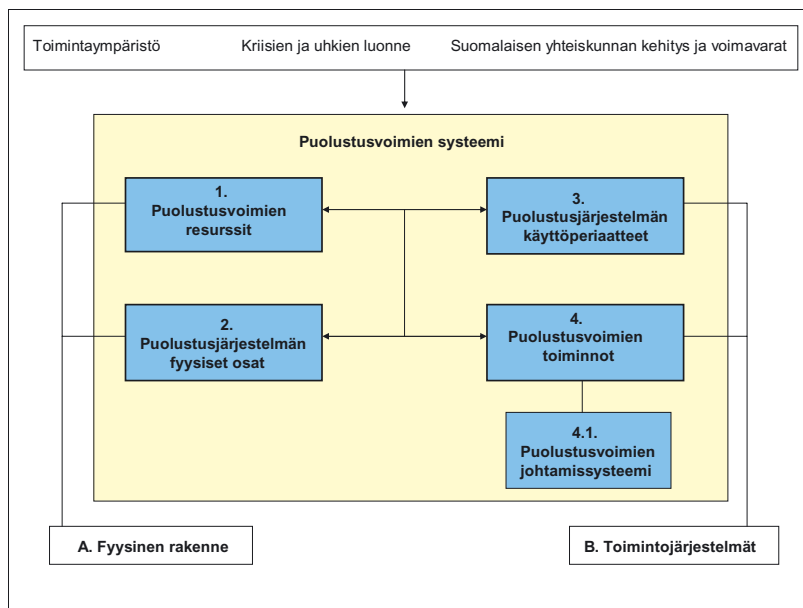 Toimintaympäristö Kriisien ja uhkien luonne Suomalaisen yhteiskunnan kehitys ja voimavarat
Puolustusvoimien systeemi
1.
Puolustusvoimien
resurssit
3.
Puolustusjärjestelmän
käyttöperiaatteet
2.
Puolustusjärjestelmän
fyysiset osat
4.
Puolustusvoimien
toiminnot
4.1.
Puolustusvoimien
johtamissysteemi
A. Fyysinen rakenne
B. Toimintojärjestelmät